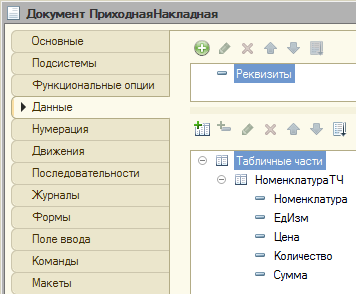 Документ ПриходнаяНакладная
Основные
Подсистемы
Функциональные опции
Данные
Нумерация
Движения
Последовательности
Журналы
Формы
Поле ввода
Команды
Макеты
Реквизиты
Табличные части
НоменклатураТЧ
Номенклатура
ЕдИзм
Цена
Количество
Сумма